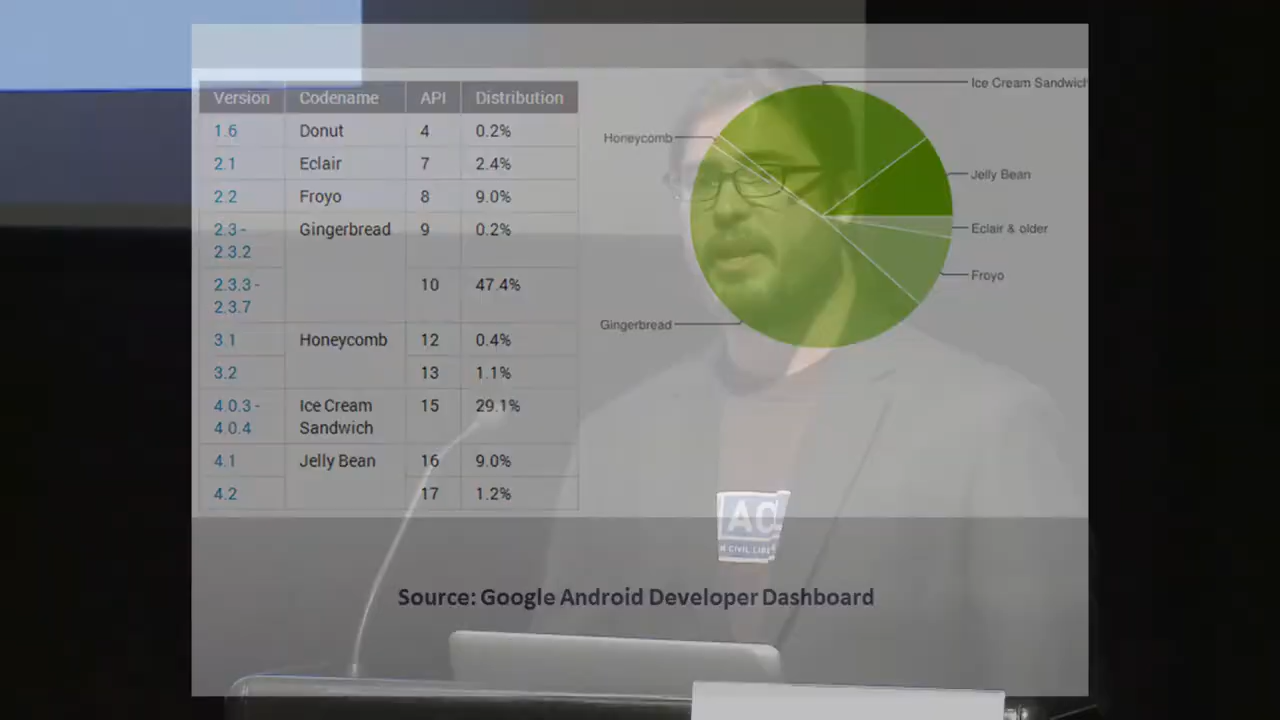 Version Codename API Distribution
1.6 Donut 4 0.2%
2.1 Eclair 7 2.4%
2.2 Froyo 8 9.0%
2.3 - Gingerbread 9 0.2%
2.3.2
2.3.3 - 10 47.4%
2.3.7
3.1 Honeycomb 12 0.4%
3.2 13 1.1%
4.0.3 - Ice Cream 15 29.1%
4.0.4 Sandwich
4.1 Jelly Bean 16 9.0%
4.2 17 1.2%
Ice Cream Sandwich
Honeycomb
Jelly Bean
Eclair & older
Froyo
Gingerbread
AC
CIVIL
Source: Google Android Developer Dashboard